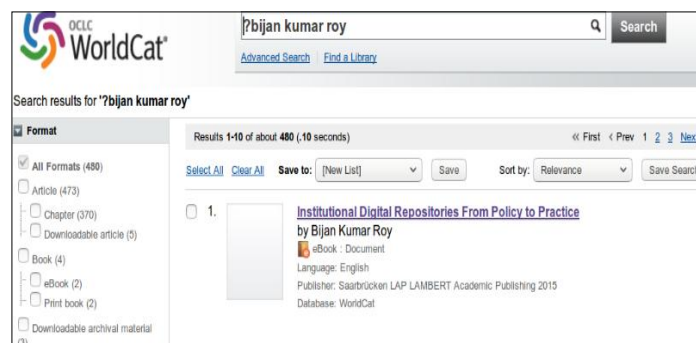 OCLC
WorldCat®
?bijan kumar roy
Search
Advanced Search Find a Library
Search results for '?bijan kumar roy'
Format
All Formats (480)
Article (473)
Chapter (370)
Downloadable article (5)
Book (4)
eBook (2)
Print book (2)
Downloadable archival material
Results 1-10 of about 480 (.10 seconds)
« First ‹ Prev 1 2 3 Nex
Select All Clear All Save to: [New List] Save Sort by: Relevance Save Searc
1.
Institutional Digital Repositories From Policy to Practice
by Bijan Kumar Roy
eBook : Document
Language: English
Publisher: Saarbrücken LAP LAMBERT Academic Publishing 2015
Database: WorldCat